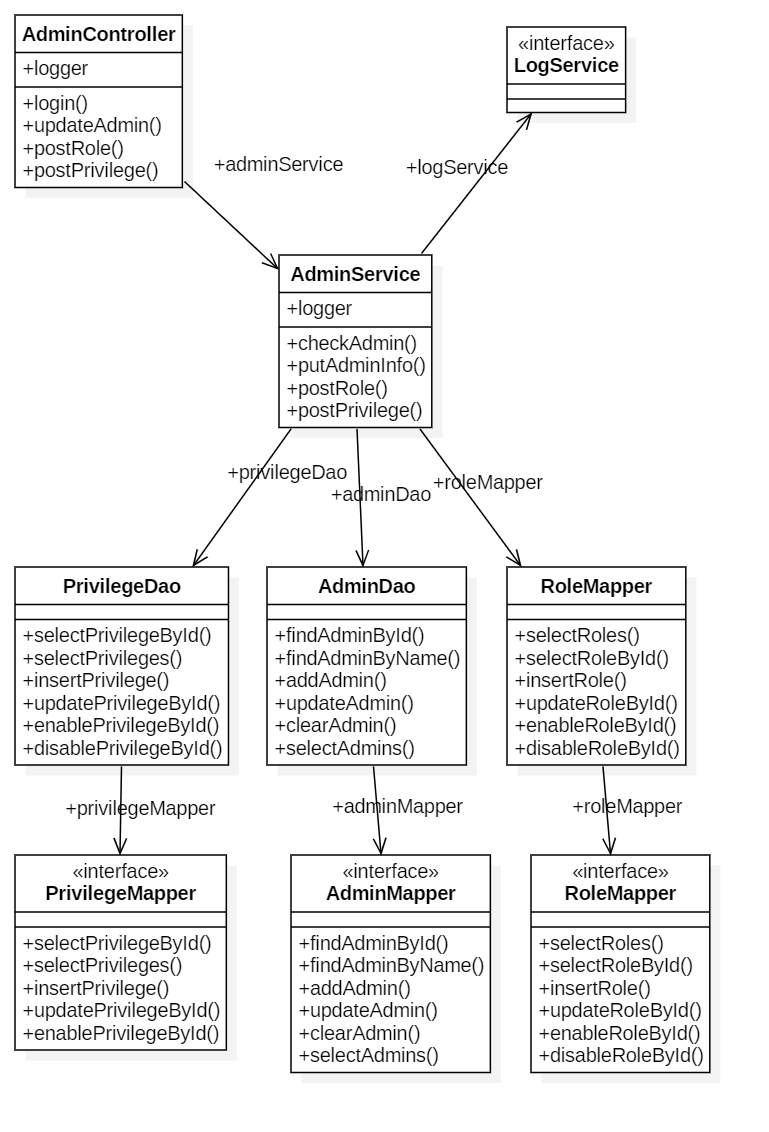 AdminController
+logger
+login()
+updateAdmin()
+postRole()
+postPrivilege()
«interface»
LogService
+adminService
+logService
AdminService
+logger
+checkAdmin()
+putAdminInfo()
+postRole()
+postPrivilege()
+privilegeDao
+adminDao
+roleMapper
PrivilegeDao
+selectPrivilegeById()
+selectPrivileges()
+insertPrivilege()
+updatePrivilegeById()
+enablePrivilegeById()
+disablePrivilegeById()
AdminDao
+findAdminById()
+findAdminByName()
+addAdmin()
+updateAdmin()
+clearAdmin()
+selectAdmins()
RoleMapper
+selectRoles()
+selectRoleById()
+insertRole()
+updateRoleById()
+enableRoleById()
+disableRoleById()
+privilegeMapper
+adminMapper
+roleMapper
«interface»
PrivilegeMapper
+selectPrivilegeById()
+selectPrivileges()
+insertPrivilege()
+updatePrivilegeById()
+enablePrivilegeById()
«interface»
AdminMapper
+findAdminById()
+findAdminByName()
+addAdmin()
+updateAdmin()
+clearAdmin()
+selectAdmins()
«interface»
RoleMapper
+selectRoles()
+selectRoleById()
+insertRole()
+updateRoleById()
+enableRoleById()
+disableRoleById()